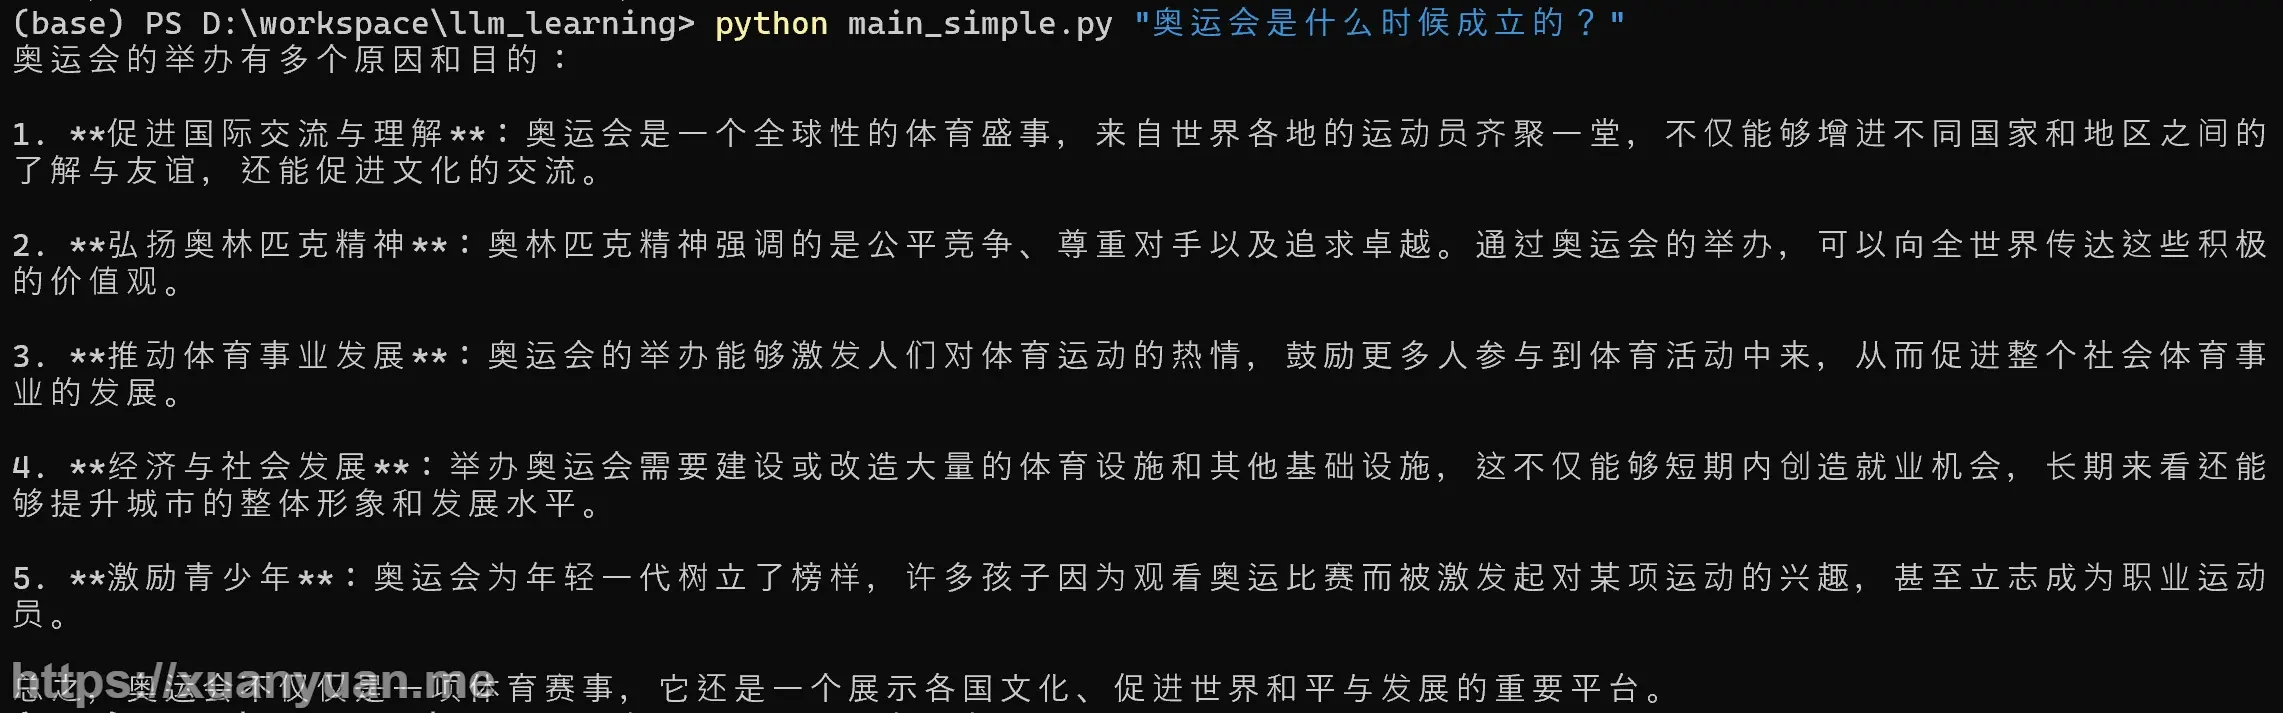 (base) PS D:\workspace\llm_learning> python main_simple.py "奥运会是什么时候成立的？"
奥运会的举办有多个原因和目的：
1. **促进国际交流与理解**：奥运会是一个全球性的体育盛事，来自世界各地的运动员齐聚一堂，不仅能够增进不同国家和地区之间的
了解与友谊，还能促进文化的交流。
2. **弘扬奥林匹克精神**：奥林匹克精神强调的是公平竞争、尊重对手以及追求卓越。通过奥运会的举办，可以向全世界传达这些积极
的价值观。
3. **推动体育事业发展**：奥运会的举办能够激发人们对体育运动的热情，鼓励更多人参与到体育活动中来，从而促进整个社会体育事
业的发展。
4. **经济与社会发展**：举办奥运会需要建设或改造大量的体育设施和其他基础设施，这不仅能够短期内创造就业机会，长期来看还能
够提升城市的整体形象和发展水平。
5. **激励青少年**：奥运会为年轻一代树立了榜样，许多孩子因为观看奥运比赛而被激发起对某项运动的兴趣，甚至立志成为职业运动
员。
总之，奥运会不仅仅是一项体育赛事，它还是一个展示各国文化、促进世界和平与发展的重要平台。
https://xuanyuan.me